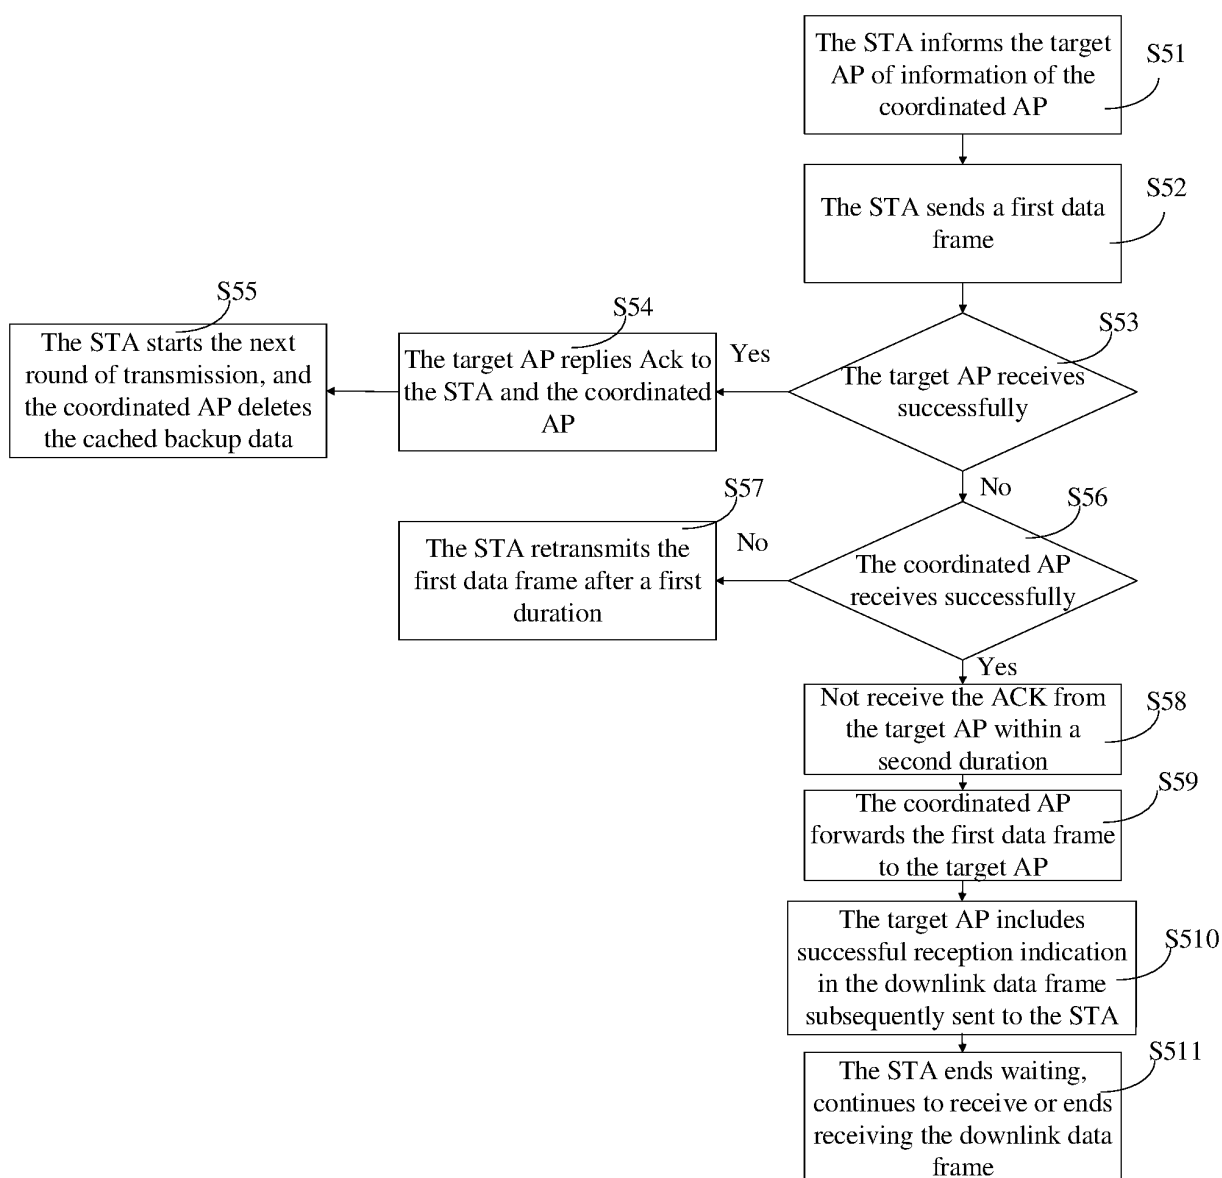 The STA informs the target
AP of information of the
coordinated AP
S51
The STA sends a first data
frame
S52
The target AP receives
successfully
S53
Yes
No
The target AP replies Ack to
the STA and the coordinated
AP
S54
The STA starts the next
round of transmission, and
the coordinated AP deletes
the cached backup data
S55
The coordinated AP
receives successfully
S56
No
Yes
The STA retransmits the
first data frame after a first
duration
S57
Not receive the ACK from
the target AP within a
second duration
S58
The coordinated AP
forwards the first data frame
to the target AP
S59
The target AP includes
successful reception indication
in the downlink data frame
subsequently sent to the STA
S510
The STA ends waiting,
continues to receive or ends
receiving the downlink data
frame
S511